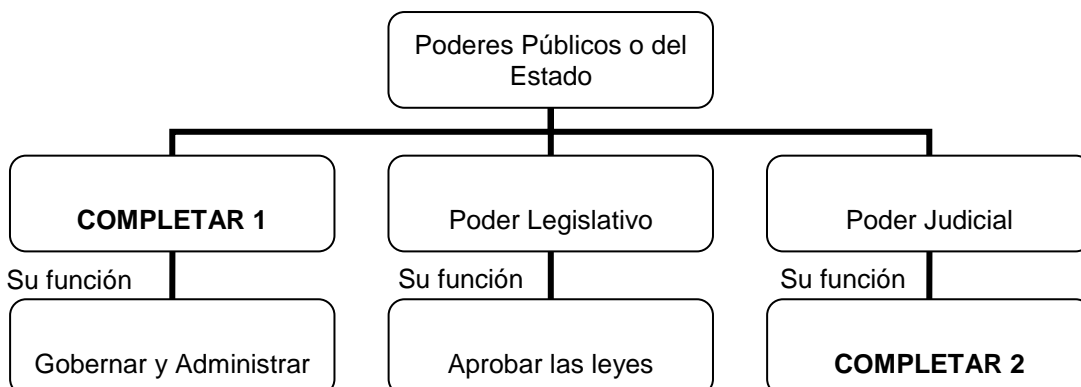 Poderes Públicos o del
Estado
COMPLETAR 1
Poder Legislativo
Poder Judicial
Su función
Su función
Su función
Gobernar y Administrar
Aprobar las leyes
COMPLETAR 2